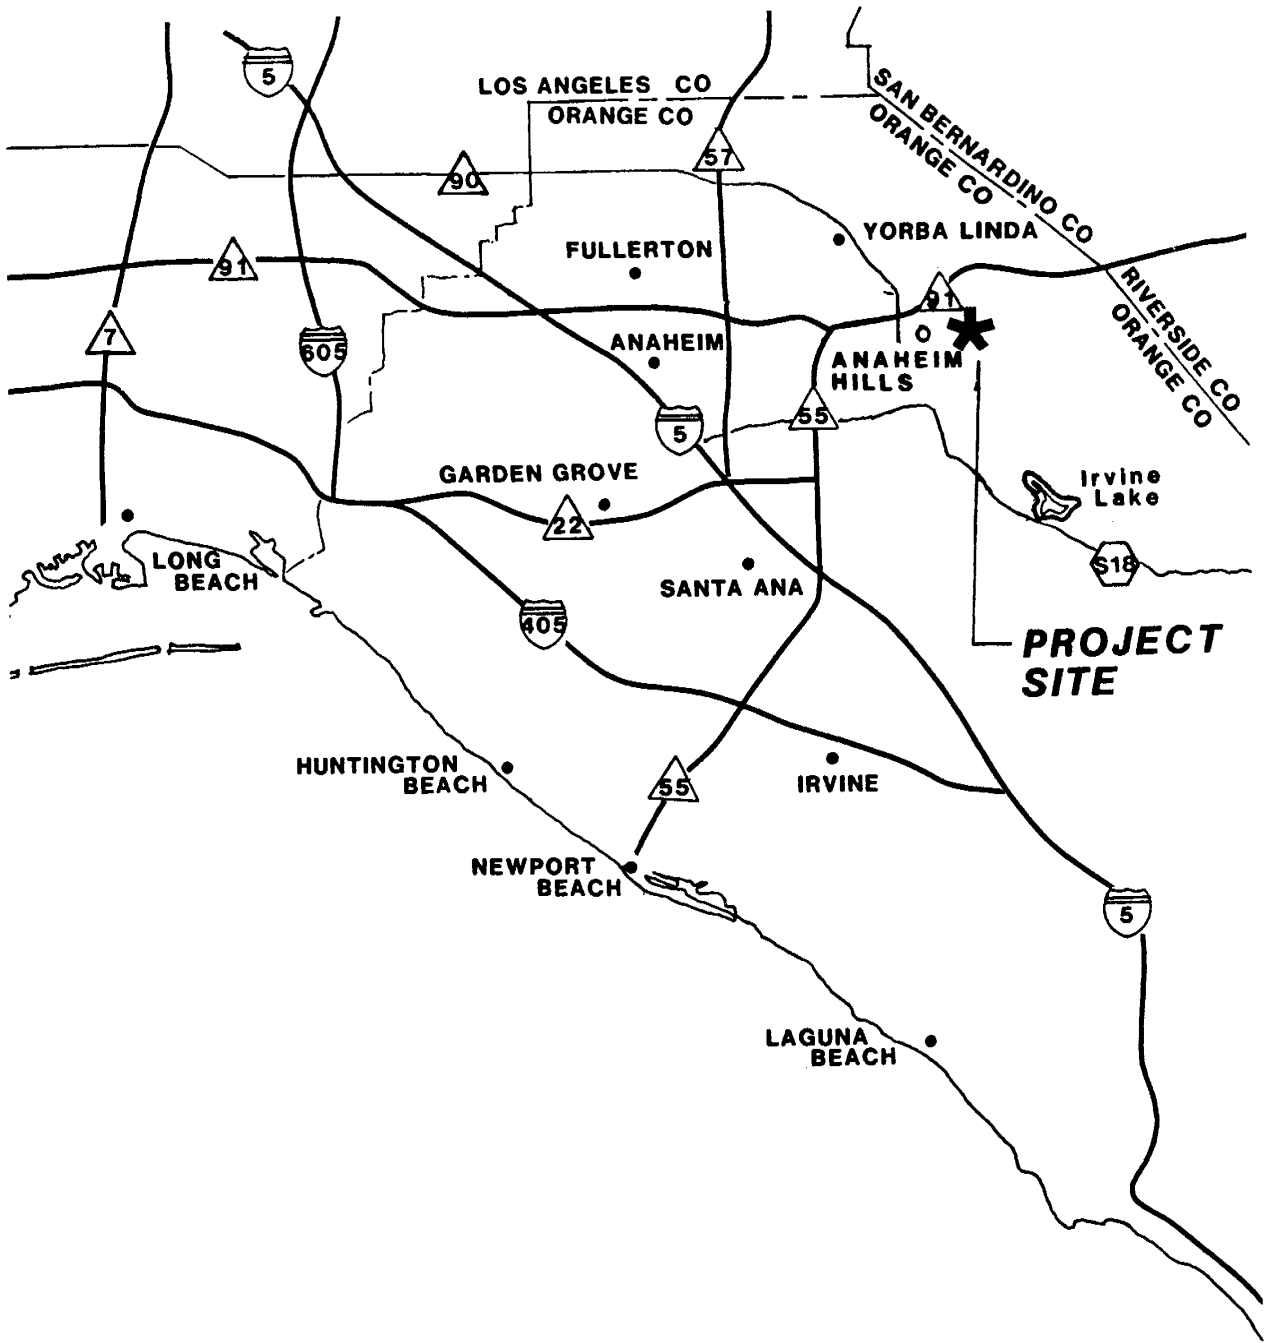 5
LOS ANGELES CO
ORANGE CO
SAN BERNARDINO CO
ORANGE CO
57
90
YORBA LINDA
FULLERTON
91
91
RIVERSIDE CO
ORANGE CO
7
605
ANAHEIM
ANAHEIM
HILLS
55
5
GARDEN GROVE
Irvine
Lake
22
LONG
BEACH
S18
SANTA ANA
405
PROJECT
SITE
HUNTINGTON
BEACH
55
IRVINE
NEWPORT
BEACH
5
LAGUNA
BEACH